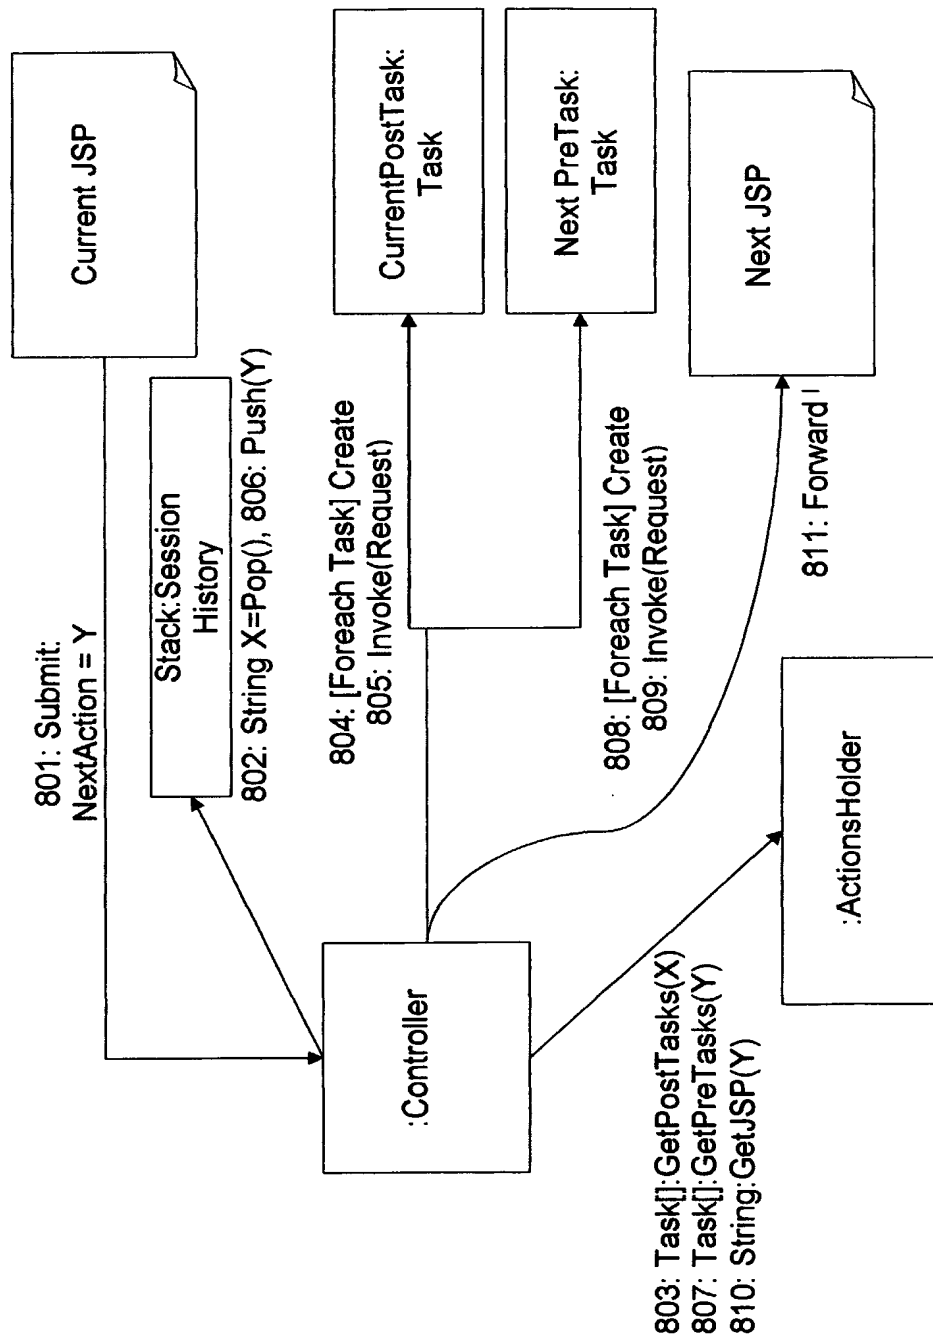 Current JSP
801: Submit:
NextAction = Y
Stack:Session
History
802: String X=Pop(), 806: Push(Y)
CurrentPostTask:
Task
804: [Foreach Task] Create
805: Invoke(Request)
Next PreTask:
Task
808: [Foreach Task] Create
809: Invoke(Request)
Next JSP
811: Forward
:Controller
:ActionsHolder
803: Task[]:GetPostTasks(X)
807: Task[]:GetPreTasks(Y)
810: String:GetJSP(Y)